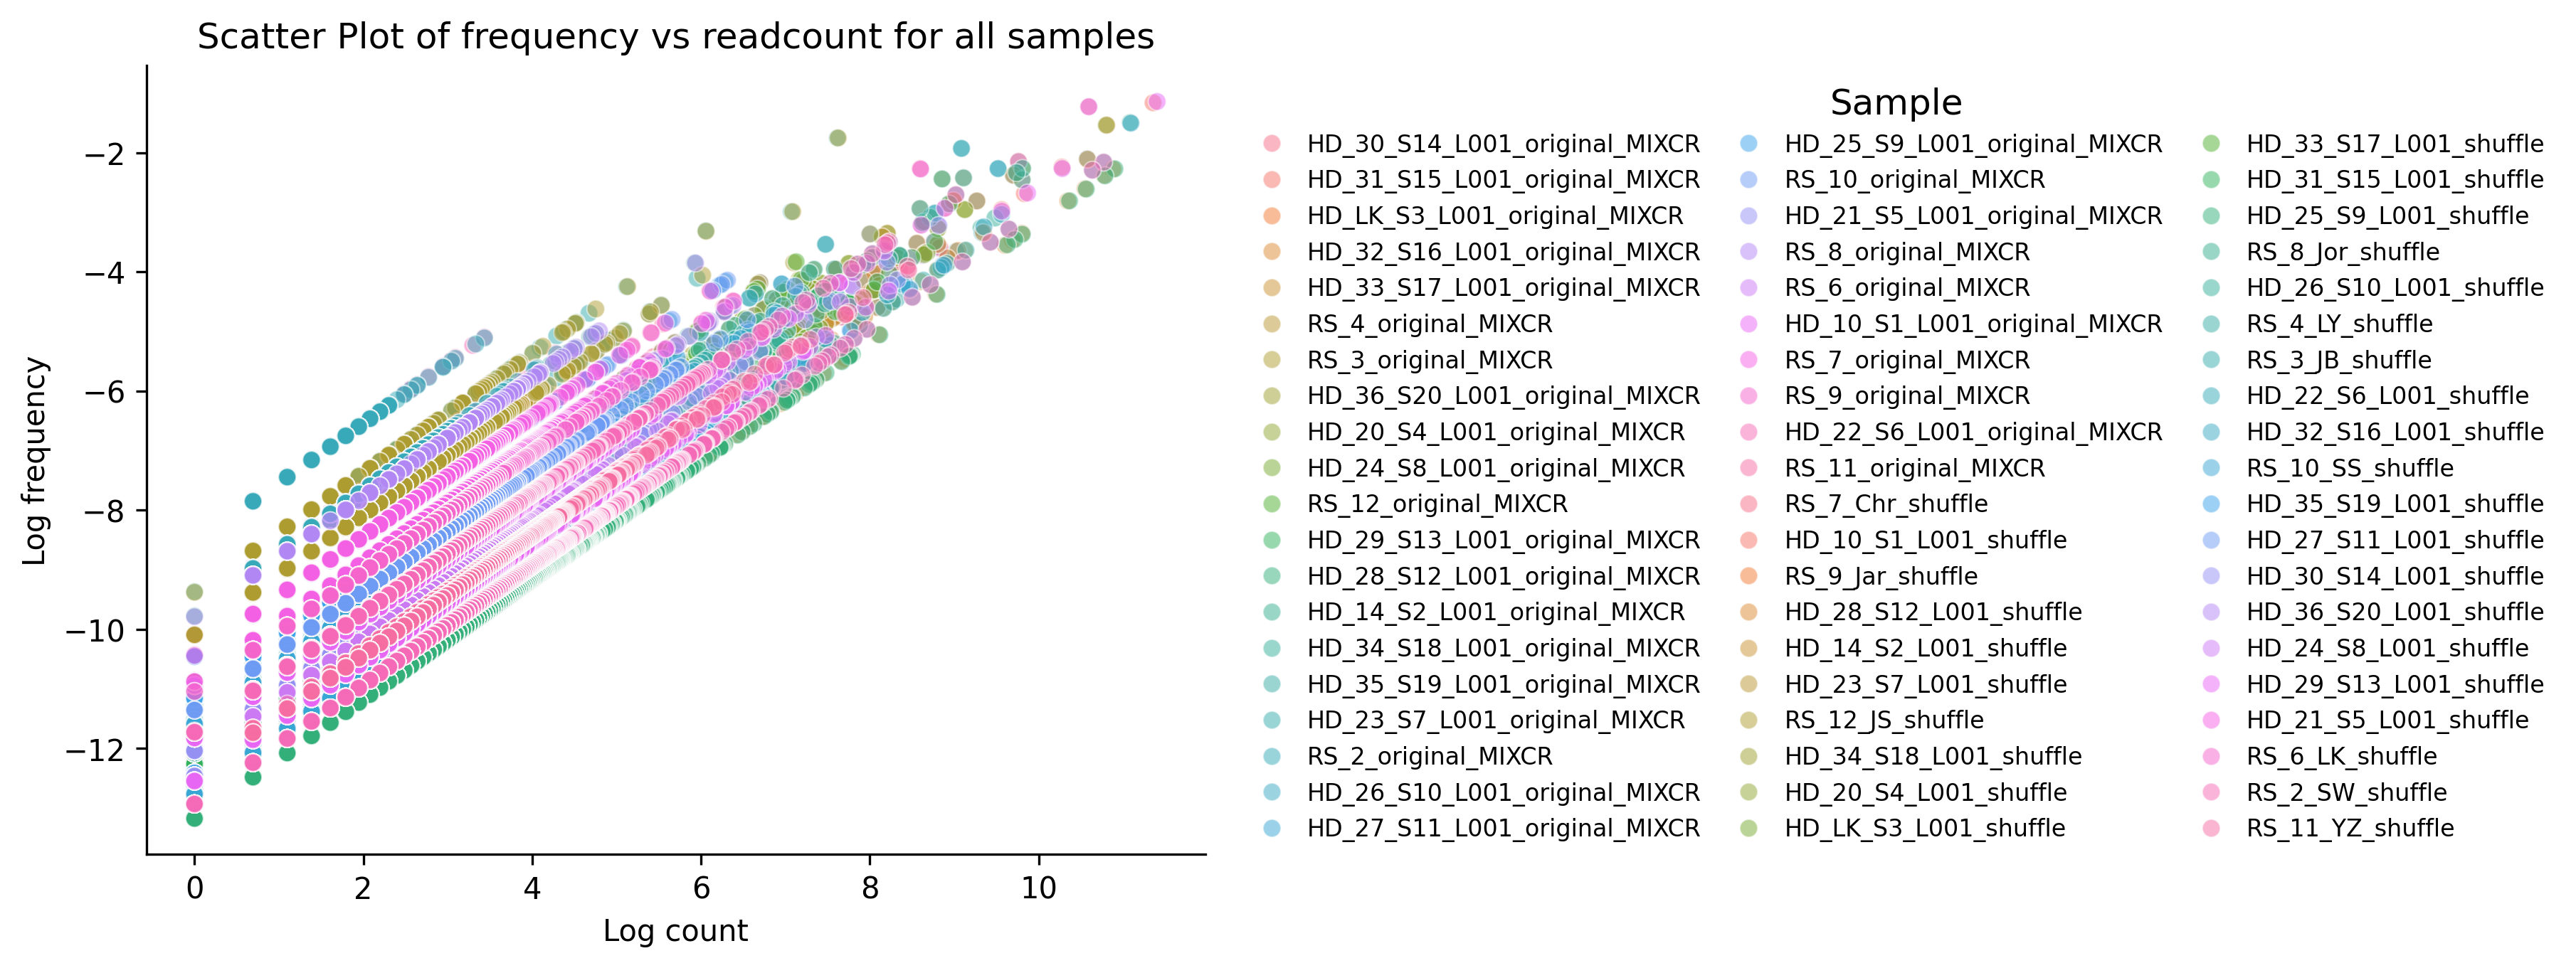 Scatter Plot of frequency vs readcount for all samples
Log frequency
−2
−4
−6
−8
−10
−12
0 2 4 6 8 10
Log count
Sample
HD_30_S14_L001_original_MIXCR
HD_31_S15_L001_original_MIXCR
HD_LK_S3_L001_original_MIXCR
HD_32_S16_L001_original_MIXCR
HD_33_S17_L001_original_MIXCR
RS_4_original_MIXCR
RS_3_original_MIXCR
HD_36_S20_L001_original_MIXCR
HD_20_S4_L001_original_MIXCR
HD_24_S8_L001_original_MIXCR
RS_12_original_MIXCR
HD_29_S13_L001_original_MIXCR
HD_28_S12_L001_original_MIXCR
HD_14_S2_L001_original_MIXCR
HD_34_S18_L001_original_MIXCR
HD_35_S19_L001_original_MIXCR
HD_23_S7_L001_original_MIXCR
RS_2_original_MIXCR
HD_26_S10_L001_original_MIXCR
HD_27_S11_L001_original_MIXCR
HD_25_S9_L001_original_MIXCR
RS_10_original_MIXCR
HD_21_S5_L001_original_MIXCR
RS_8_original_MIXCR
RS_6_original_MIXCR
HD_10_S1_L001_original_MIXCR
RS_7_original_MIXCR
RS_9_original_MIXCR
HD_22_S6_L001_original_MIXCR
RS_11_original_MIXCR
RS_7_Chr_shuffle
HD_10_S1_L001_shuffle
RS_9_Jar_shuffle
HD_28_S12_L001_shuffle
HD_14_S2_L001_shuffle
HD_23_S7_L001_shuffle
RS_12_JS_shuffle
HD_34_S18_L001_shuffle
HD_20_S4_L001_shuffle
HD_LK_S3_L001_shuffle
HD_33_S17_L001_shuffle
HD_31_S15_L001_shuffle
HD_25_S9_L001_shuffle
RS_8_Jor_shuffle
HD_26_S10_L001_shuffle
RS_4_LY_shuffle
RS_3_JB_shuffle
HD_22_S6_L001_shuffle
HD_32_S16_L001_shuffle
RS_10_SS_shuffle
HD_35_S19_L001_shuffle
HD_27_S11_L001_shuffle
HD_30_S14_L001_shuffle
HD_36_S20_L001_shuffle
HD_24_S8_L001_shuffle
HD_29_S13_L001_shuffle
HD_21_S5_L001_shuffle
RS_6_LK_shuffle
RS_2_SW_shuffle
RS_11_YZ_shuffle